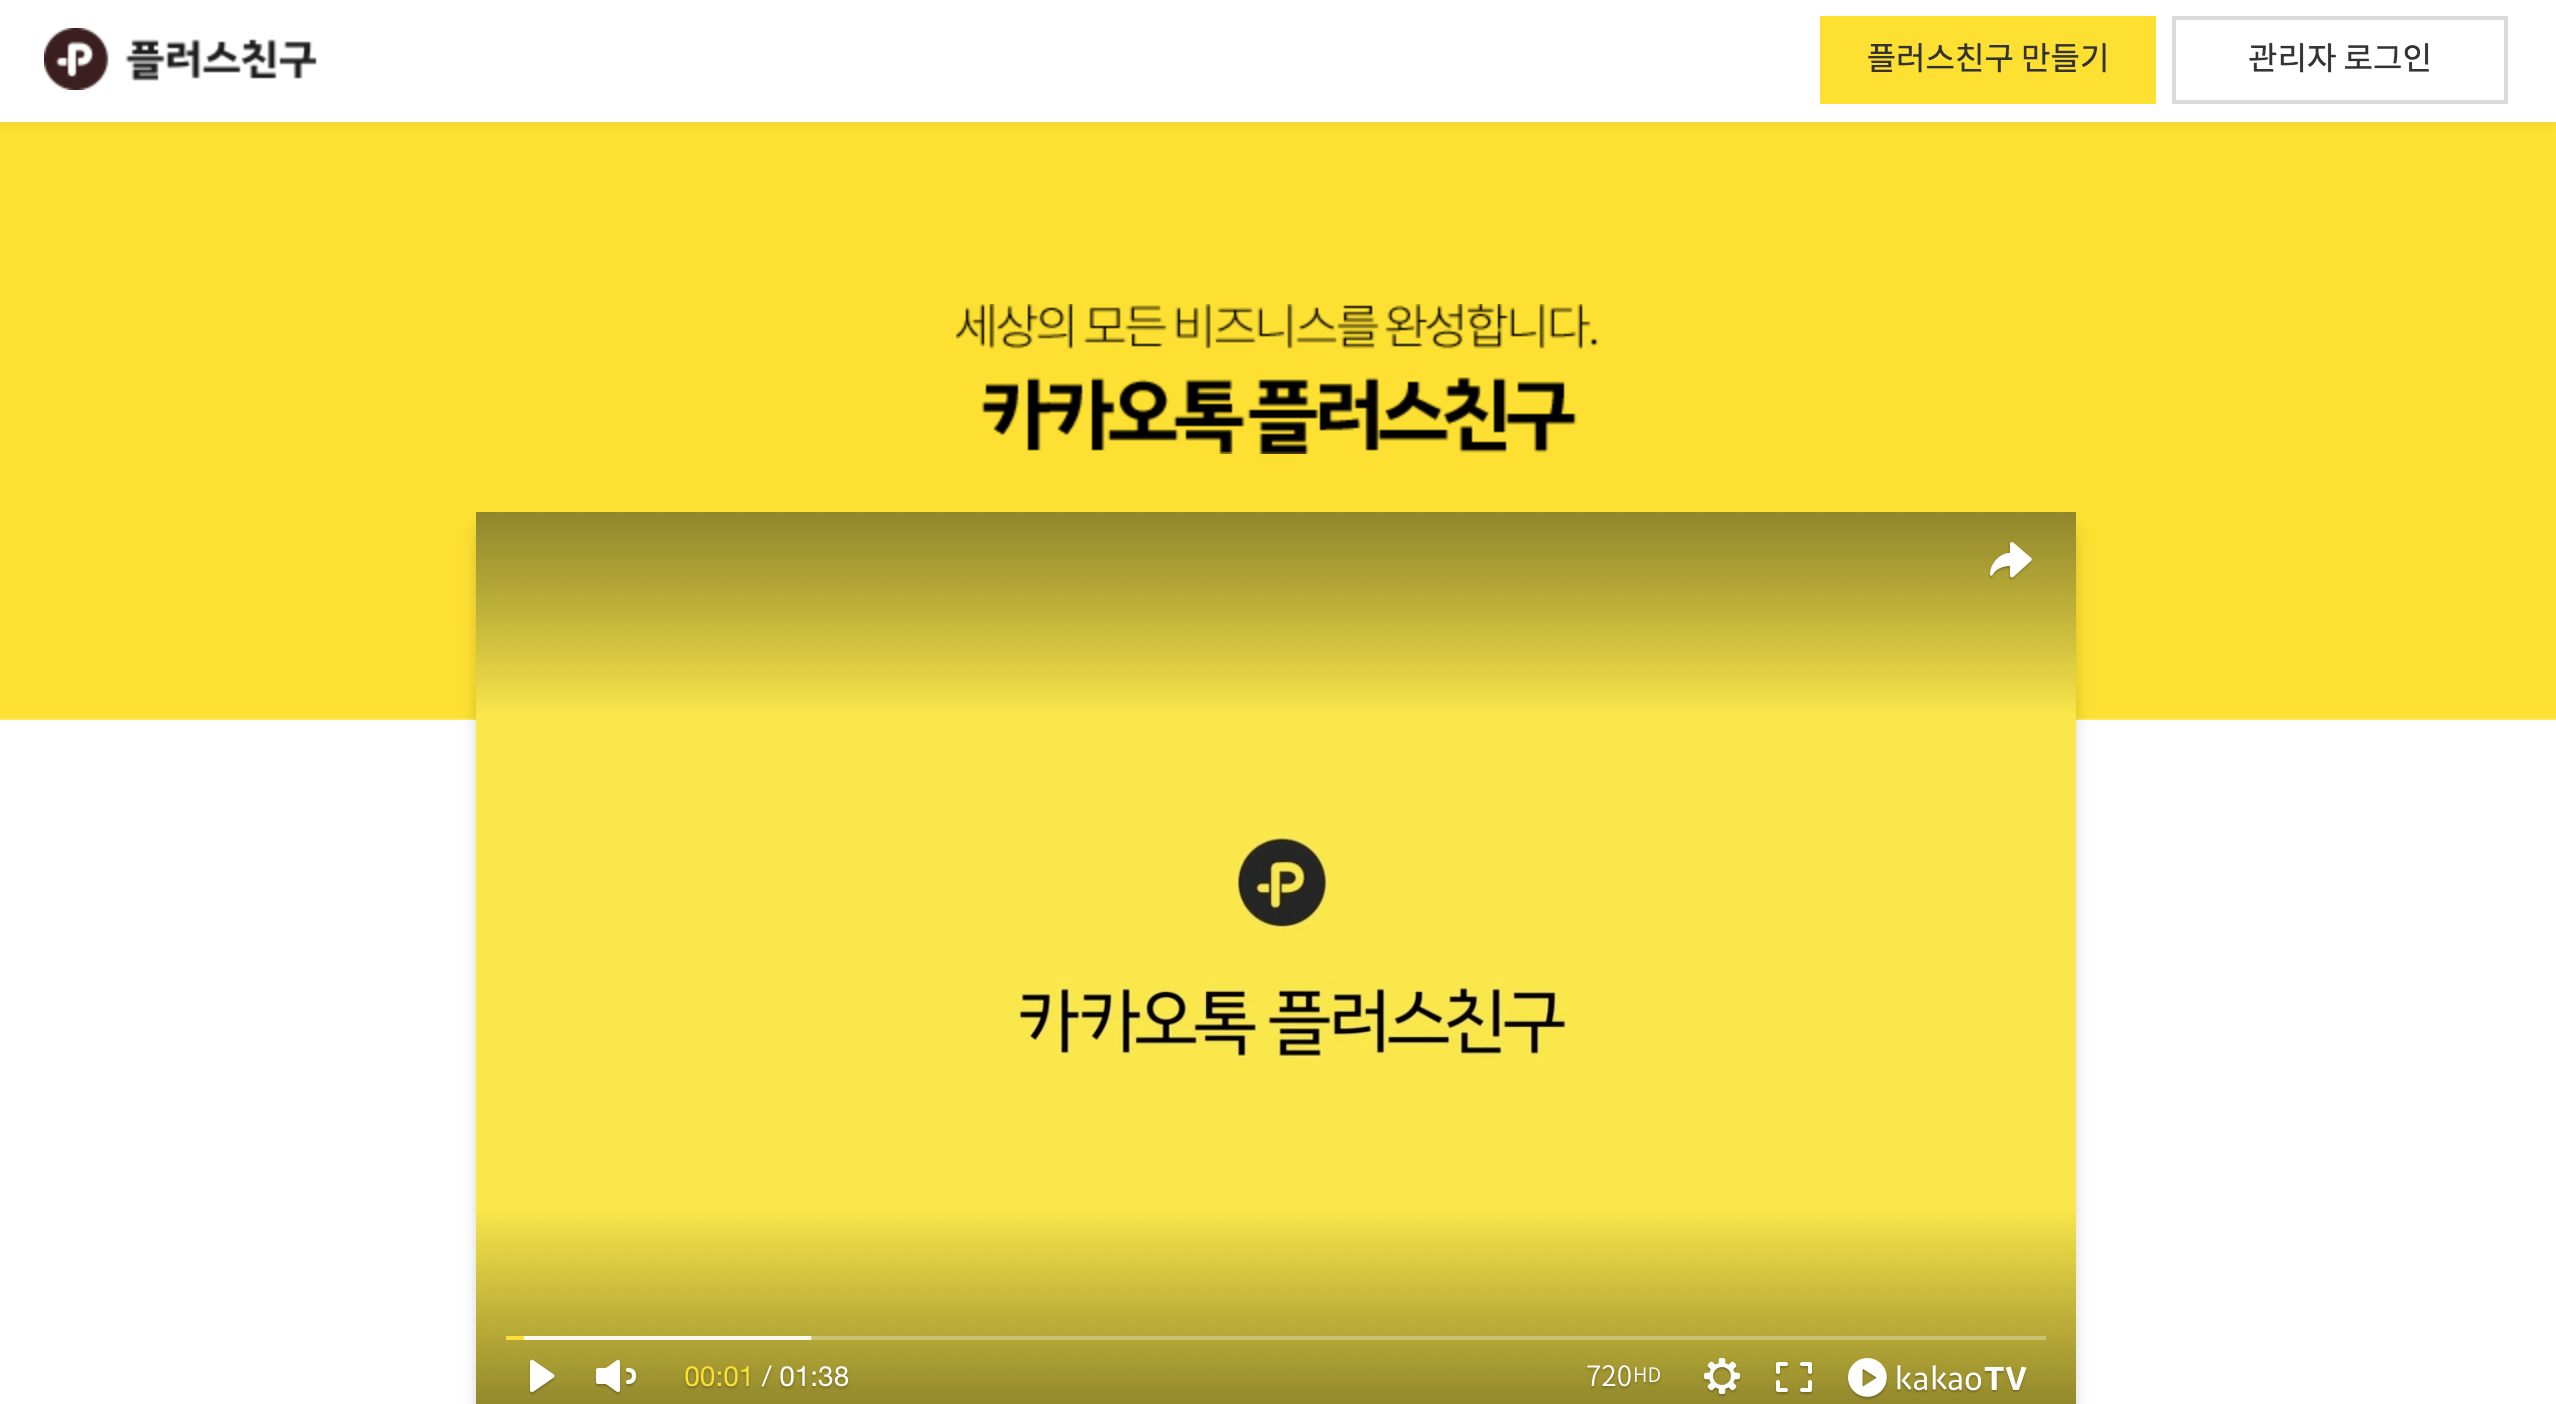 플러스친구
플러스친구 만들기
관리자 로그인
세상의 모든 비즈니스를 완성합니다.
카카오톡 플러스친구
카카오톡 플러스친구
00:01 / 01:38
720HD
kakaoTV